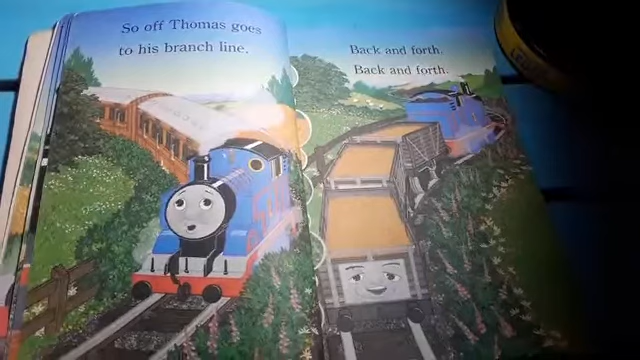 So off Thomas goes
to his branch line.
Back and forth.
Back and forth.